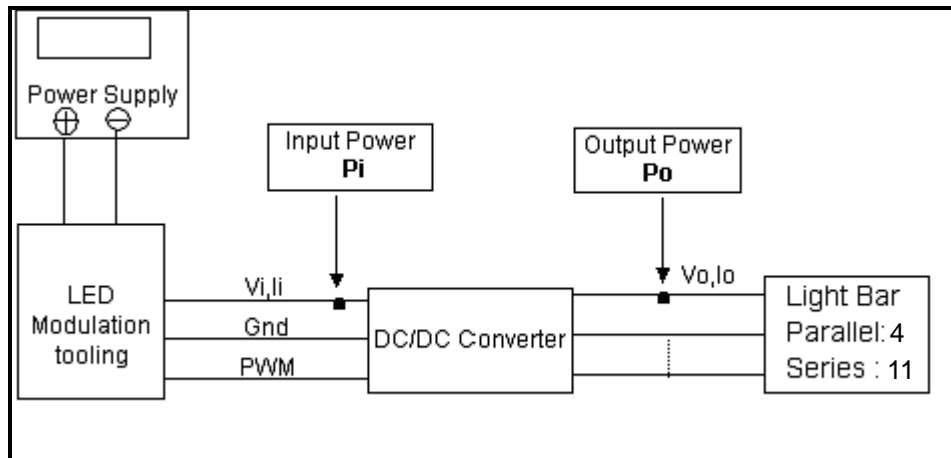 Power Supply
Input Power
Pi
Output Power
Po
LED
Modulation
tooling
Vi,Ii
Gnd
PWM
DC/DC Converter
Vo,Io
Light Bar
Parallel: 4
Series : 11